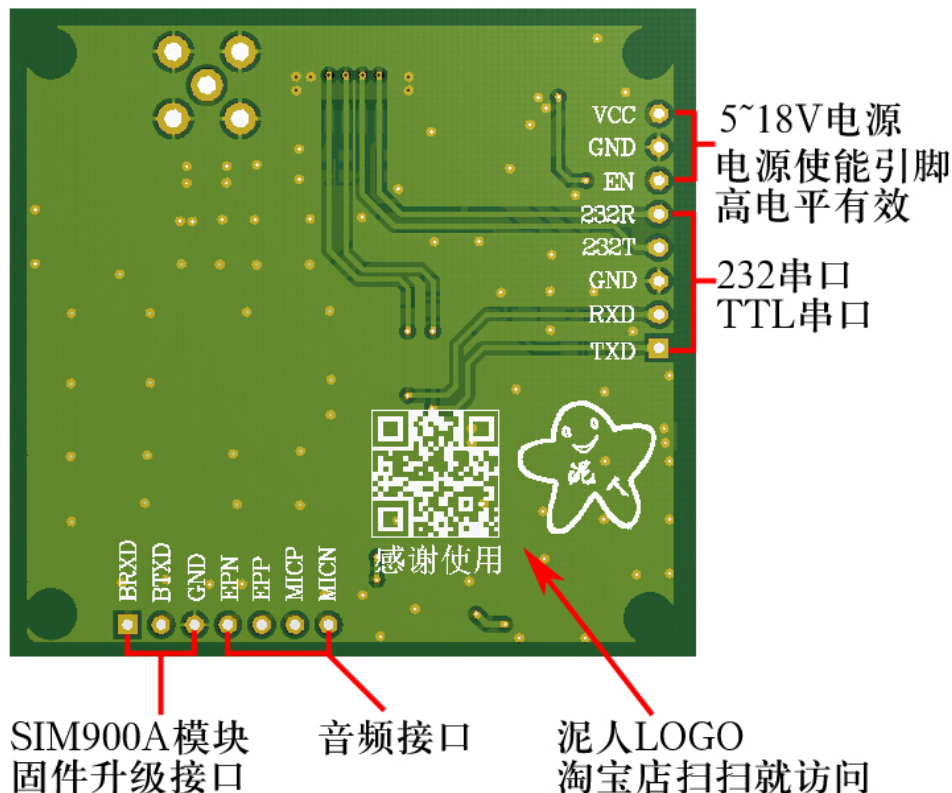 VCC
GND
EN
232R
232T
GND
RXD
TXD
5~18V电源
电源使能引脚
高电平有效
232串口
TTL串口
泥人
感谢使用
BRXD
BTXD
GND
EPN
EPP
MICP
MICN
SIM900A模块
固件升级接口
音频接口
泥人LOGO
淘宝店扫扫就访问